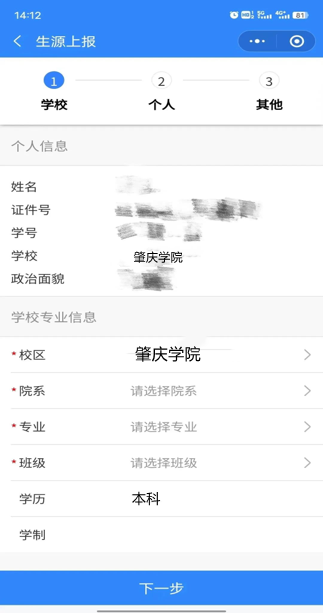 14:12
HD 5G 4G+ 81
生源上报
1 2 3
学校 个人 其他
个人信息
姓名
证件号
学号
学校 肇庆学院
政治面貌
学校专业信息
* 校区 肇庆学院
* 院系 请选择院系
* 专业 请选择专业
* 班级 请选择班级
学历 本科
学制
下一步